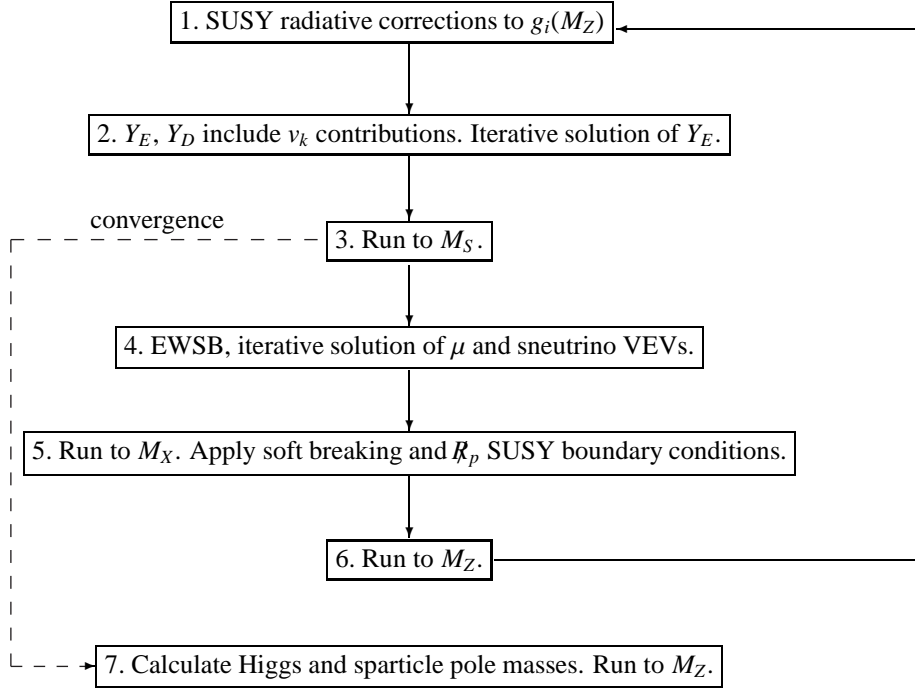 1. SUSY radiative corrections to g_i(M_Z)
2. Y_E, Y_D include v_k contributions. Iterative solution of Y_E.
convergence
3. Run to M_S.
4. EWSB, iterative solution of μ and sneutrino VEVs.
5. Run to M_X. Apply soft breaking and R̸_p SUSY boundary conditions.
6. Run to M_Z.
7. Calculate Higgs and sparticle pole masses. Run to M_Z.